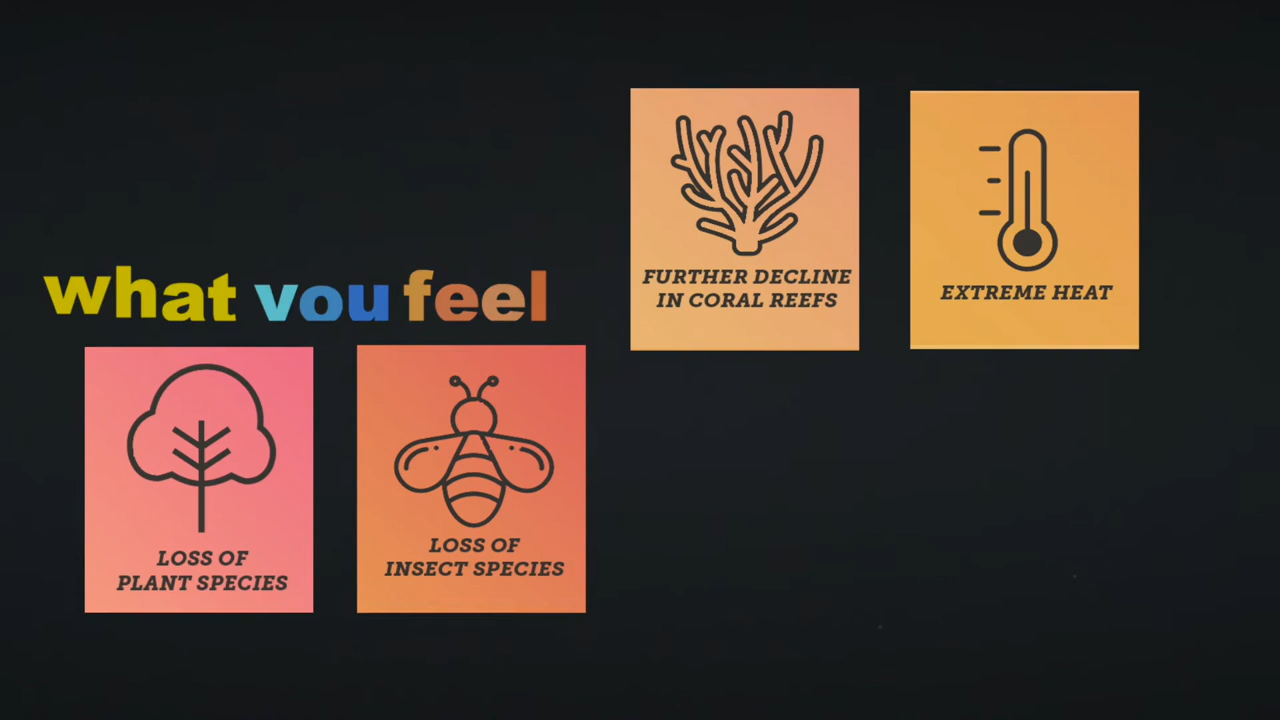 what you feel
FURTHER DECLINE
IN CORAL REEFS
EXTREME HEAT
LOSS OF
PLANT SPECIES
LOSS OF
INSECT SPECIES